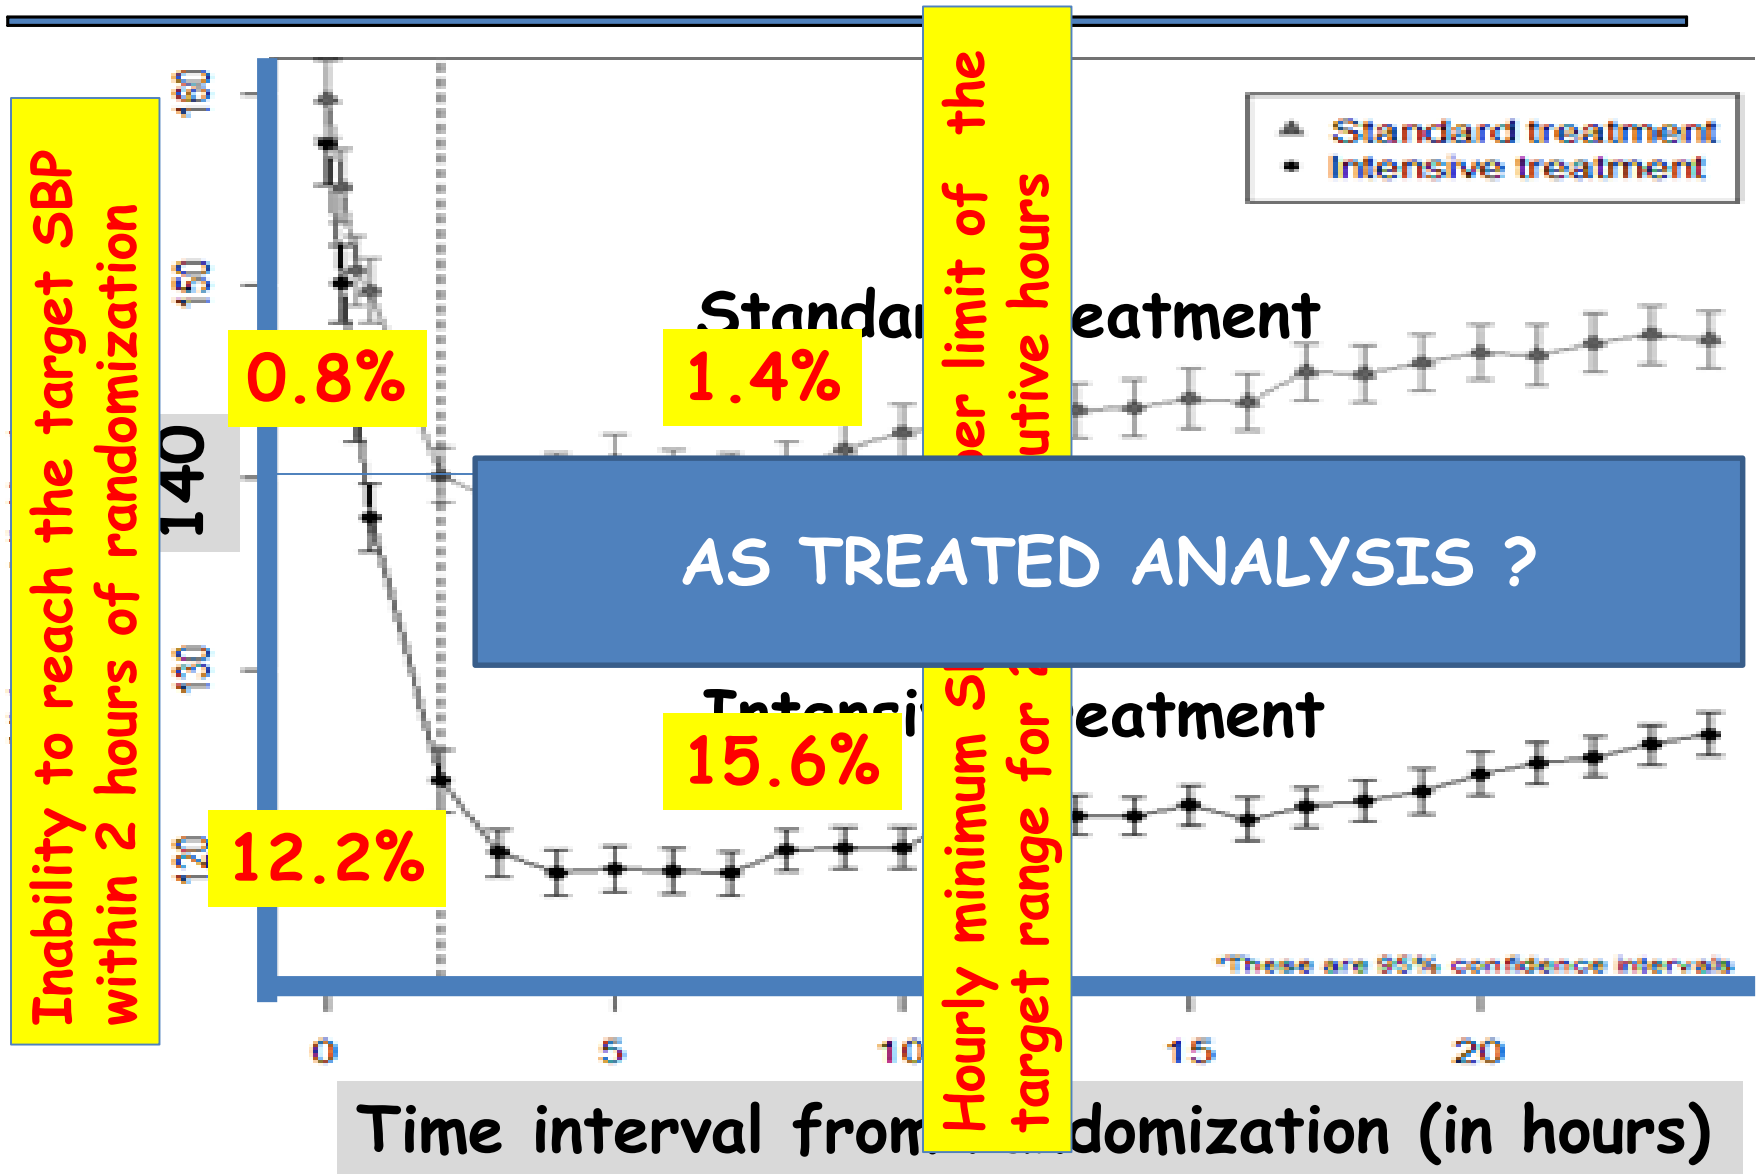 Inability to reach the target SBP
within 2 hours of randomization
160
150
140
130
120
Standard treatment
Intensive treatment
Standar eatment
0.8%
1.4%
Hourly minimum limit of the
target range for utive hours
AS TREATED ANALYSIS ?
eatment
15.6%
12.2%
*These are 95% confidence intervals
0
5
10
15
20
Time interval from domization (in hours)